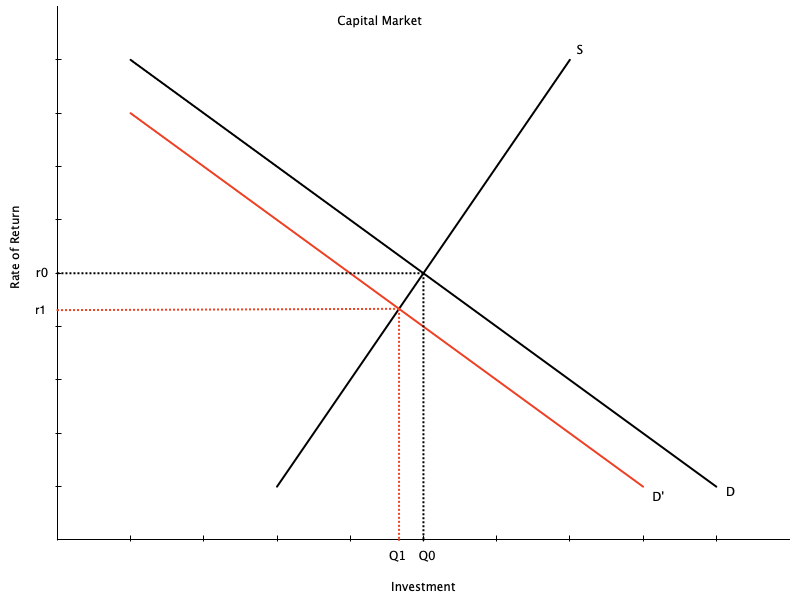 Capital Market
S
Rate of Return
r0
r1
D'
D
Q1
Q0
Investment